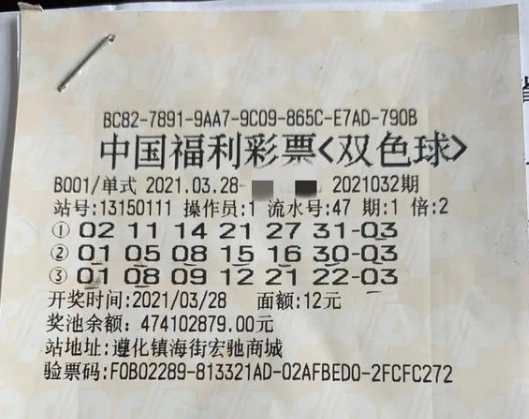 BC82-7891-9AA7-9C09-865C-E7AD-790B
中国福利彩票<双色球>
B001/单式 2021.03.28- 2021032期
站号:13150111 操作员:1 流水号:47 期:1 倍:2
① 02 11 14 21 27 31-03
② 01 05 08 15 16 30-03
③ 01 08 09 12 21 22-03
开奖时间:2021/03/28 面额:12元
奖池余额: 474102879.00元
站地址:遵化镇海街宏驰商城
验票码:F0B02289-813321AD-02AFBED0-2FCFC272